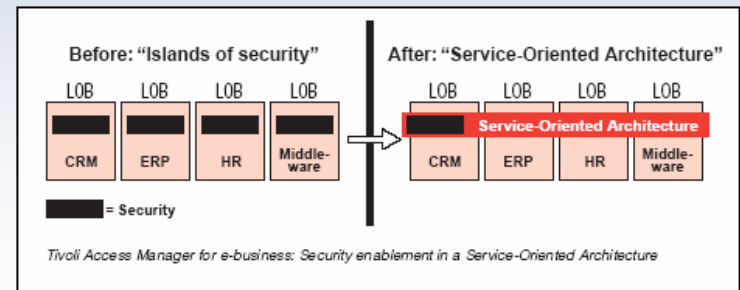 Before: “Islands of security”
After: “Service-Oriented Architecture”
LOB LOB LOB LOB
LOB LOB LOB LOB
Service-Oriented Architecture
CRM ERP HR Middle-
ware
CRM ERP HR Middle-
ware
= Security
Tivoli Access Manager for e-business: Security enablement in a Service-Oriented Architecture